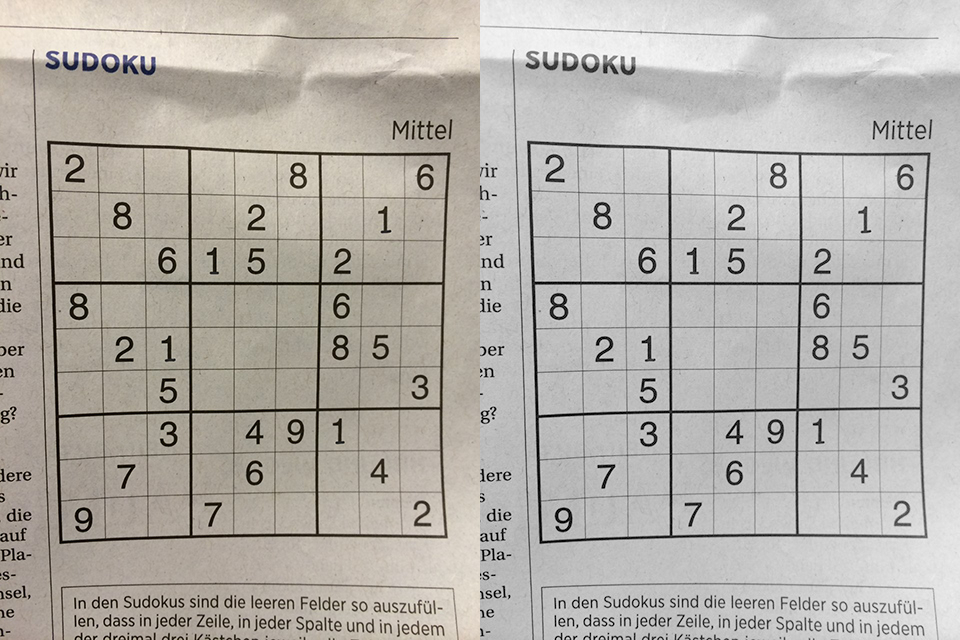 SUDOKU
SUDOKU
Mittel
Mittel
2 8 6
2 8 6
8 2 1
8 2 1
6 1 5 2
6 1 5 2
8 6
8 6
2 1 8 5
2 1 8 5
5 3
5 3
3 4 9 1
3 4 9 1
7 6 4
7 6 4
9 7 2
9 7 2
In den Sudokus sind die leeren Felder so auszufül-
len, dass in jeder Zeile, in jeder Spalte und in jedem
In den Sudokus sind die leeren Felder so auszufül-
len, dass in jeder Zeile, in jeder Spalte und in jedem